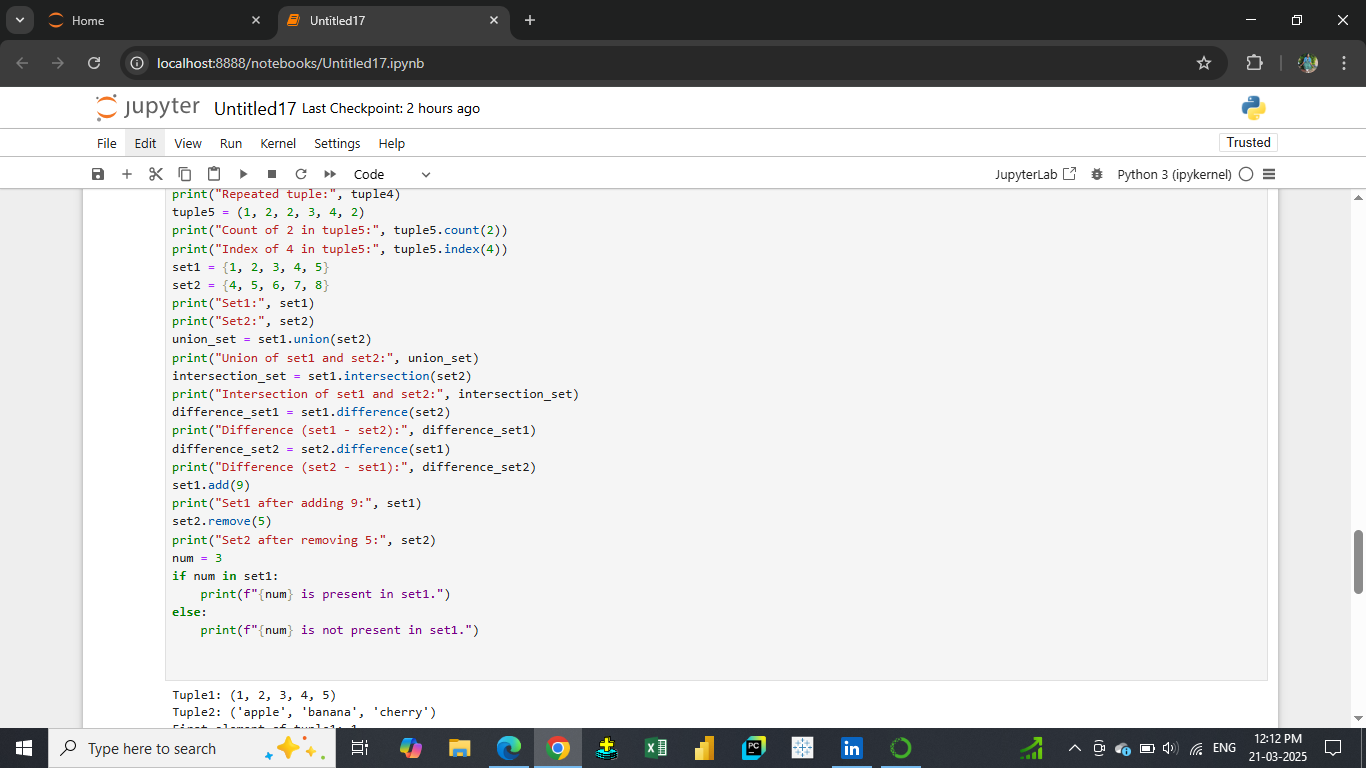 Home
Untitled17
localhost:8888/notebooks/Untitled17.ipynb
jupyter Untitled17 Last Checkpoint: 2 hours ago
File Edit View Run Kernel Settings Help
Trusted
Code
JupyterLab
Python 3 (ipykernel)
print("Repeated tuple:", tuple4)
tuple5 = (1, 2, 2, 3, 4, 2)
print("Count of 2 in tuple5:", tuple5.count(2))
print("Index of 4 in tuple5:", tuple5.index(4))
set1 = {1, 2, 3, 4, 5}
set2 = {4, 5, 6, 7, 8}
print("Set1:", set1)
print("Set2:", set2)
union_set = set1.union(set2)
print("Union of set1 and set2:", union_set)
intersection_set = set1.intersection(set2)
print("Intersection of set1 and set2:", intersection_set)
difference_set1 = set1.difference(set2)
print("Difference (set1 - set2):", difference_set1)
difference_set2 = set2.difference(set1)
print("Difference (set2 - set1):", difference_set2)
set1.add(9)
print("Set1 after adding 9:", set1)
set2.remove(5)
print("Set2 after removing 5:", set2)
num = 3
if num in set1:
    print(f"{num} is present in set1.")
else:
    print(f"{num} is not present in set1.")
Tuple1: (1, 2, 3, 4, 5)
Tuple2: ('apple', 'banana', 'cherry')
First element of tuple1: 1
Type here to search
PC
in
ENG
12:12 PM
21-03-2025